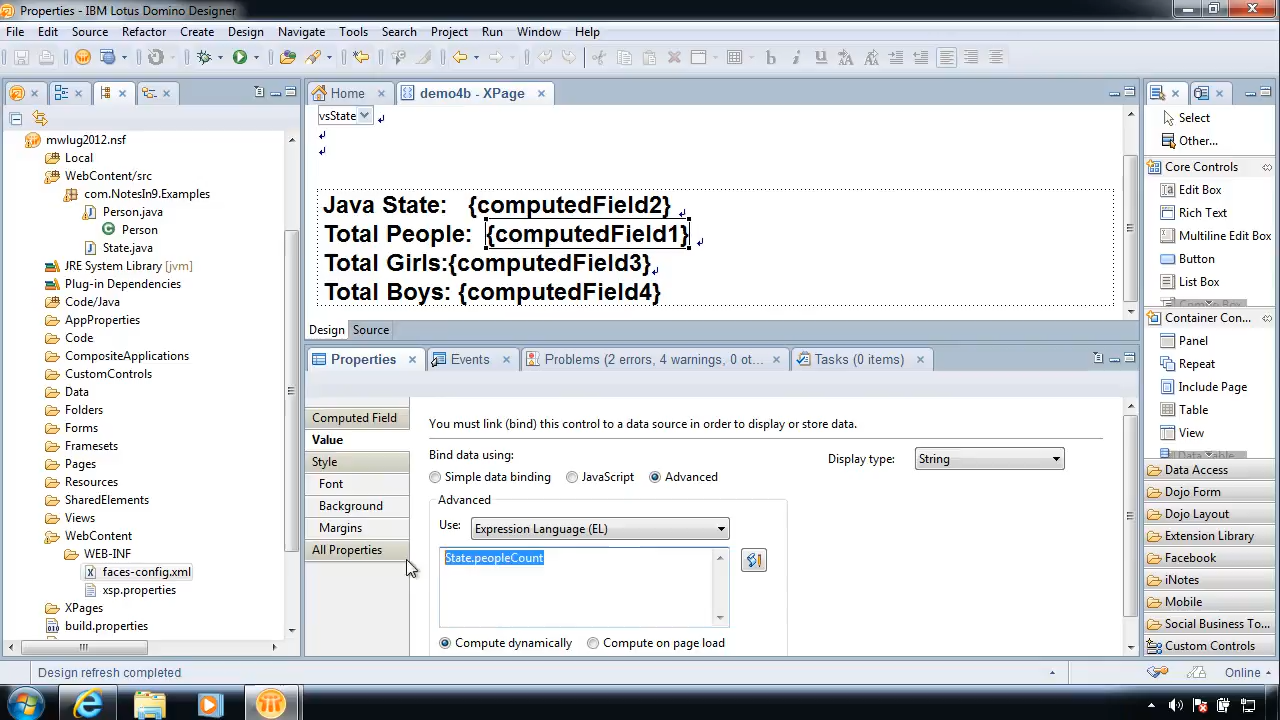 Properties - IBM Lotus Domino Designer
File Edit Source Refactor Create Design Navigate Tools Search Project Run Window Help
Home
demo4b - XPage
mwlug2012.nsf
Local
WebContent/src
com.NotesIn9.Examples
Person.java
Person
State.java
JRE System Library [jvm]
Plug-in Dependencies
Code/Java
AppProperties
Code
CompositeApplications
CustomControls
Data
Folders
Forms
Framesets
Pages
Resources
SharedElements
Views
WebContent
WEB-INF
faces-config.xml
xsp.properties
XPages
build.properties
vsState
Java State: {computedField2}
Total People: {computedField1}
Total Girls:{computedField3}
Total Boys: {computedField4}
Design Source
Properties
Events
Problems (2 errors, 4 warnings, 0 ot...
Tasks (0 items)
Computed Field
Value
Style
Font
Background
Margins
All Properties
You must link (bind) this control to a data source in order to display or store data.
Bind data using:
Display type: String
Simple data binding JavaScript Advanced
Advanced
Use: Expression Language (EL)
State.peopleCount
Compute dynamically Compute on page load
Select
Other...
Core Controls
Edit Box
Rich Text
Multiline Edit Box
Button
List Box
Container Con...
Panel
Repeat
Include Page
Table
View
Data Access
Dojo Form
Dojo Layout
Extension Library
Facebook
iNotes
Mobile
Social Business To...
Custom Controls
Design refresh completed
Online